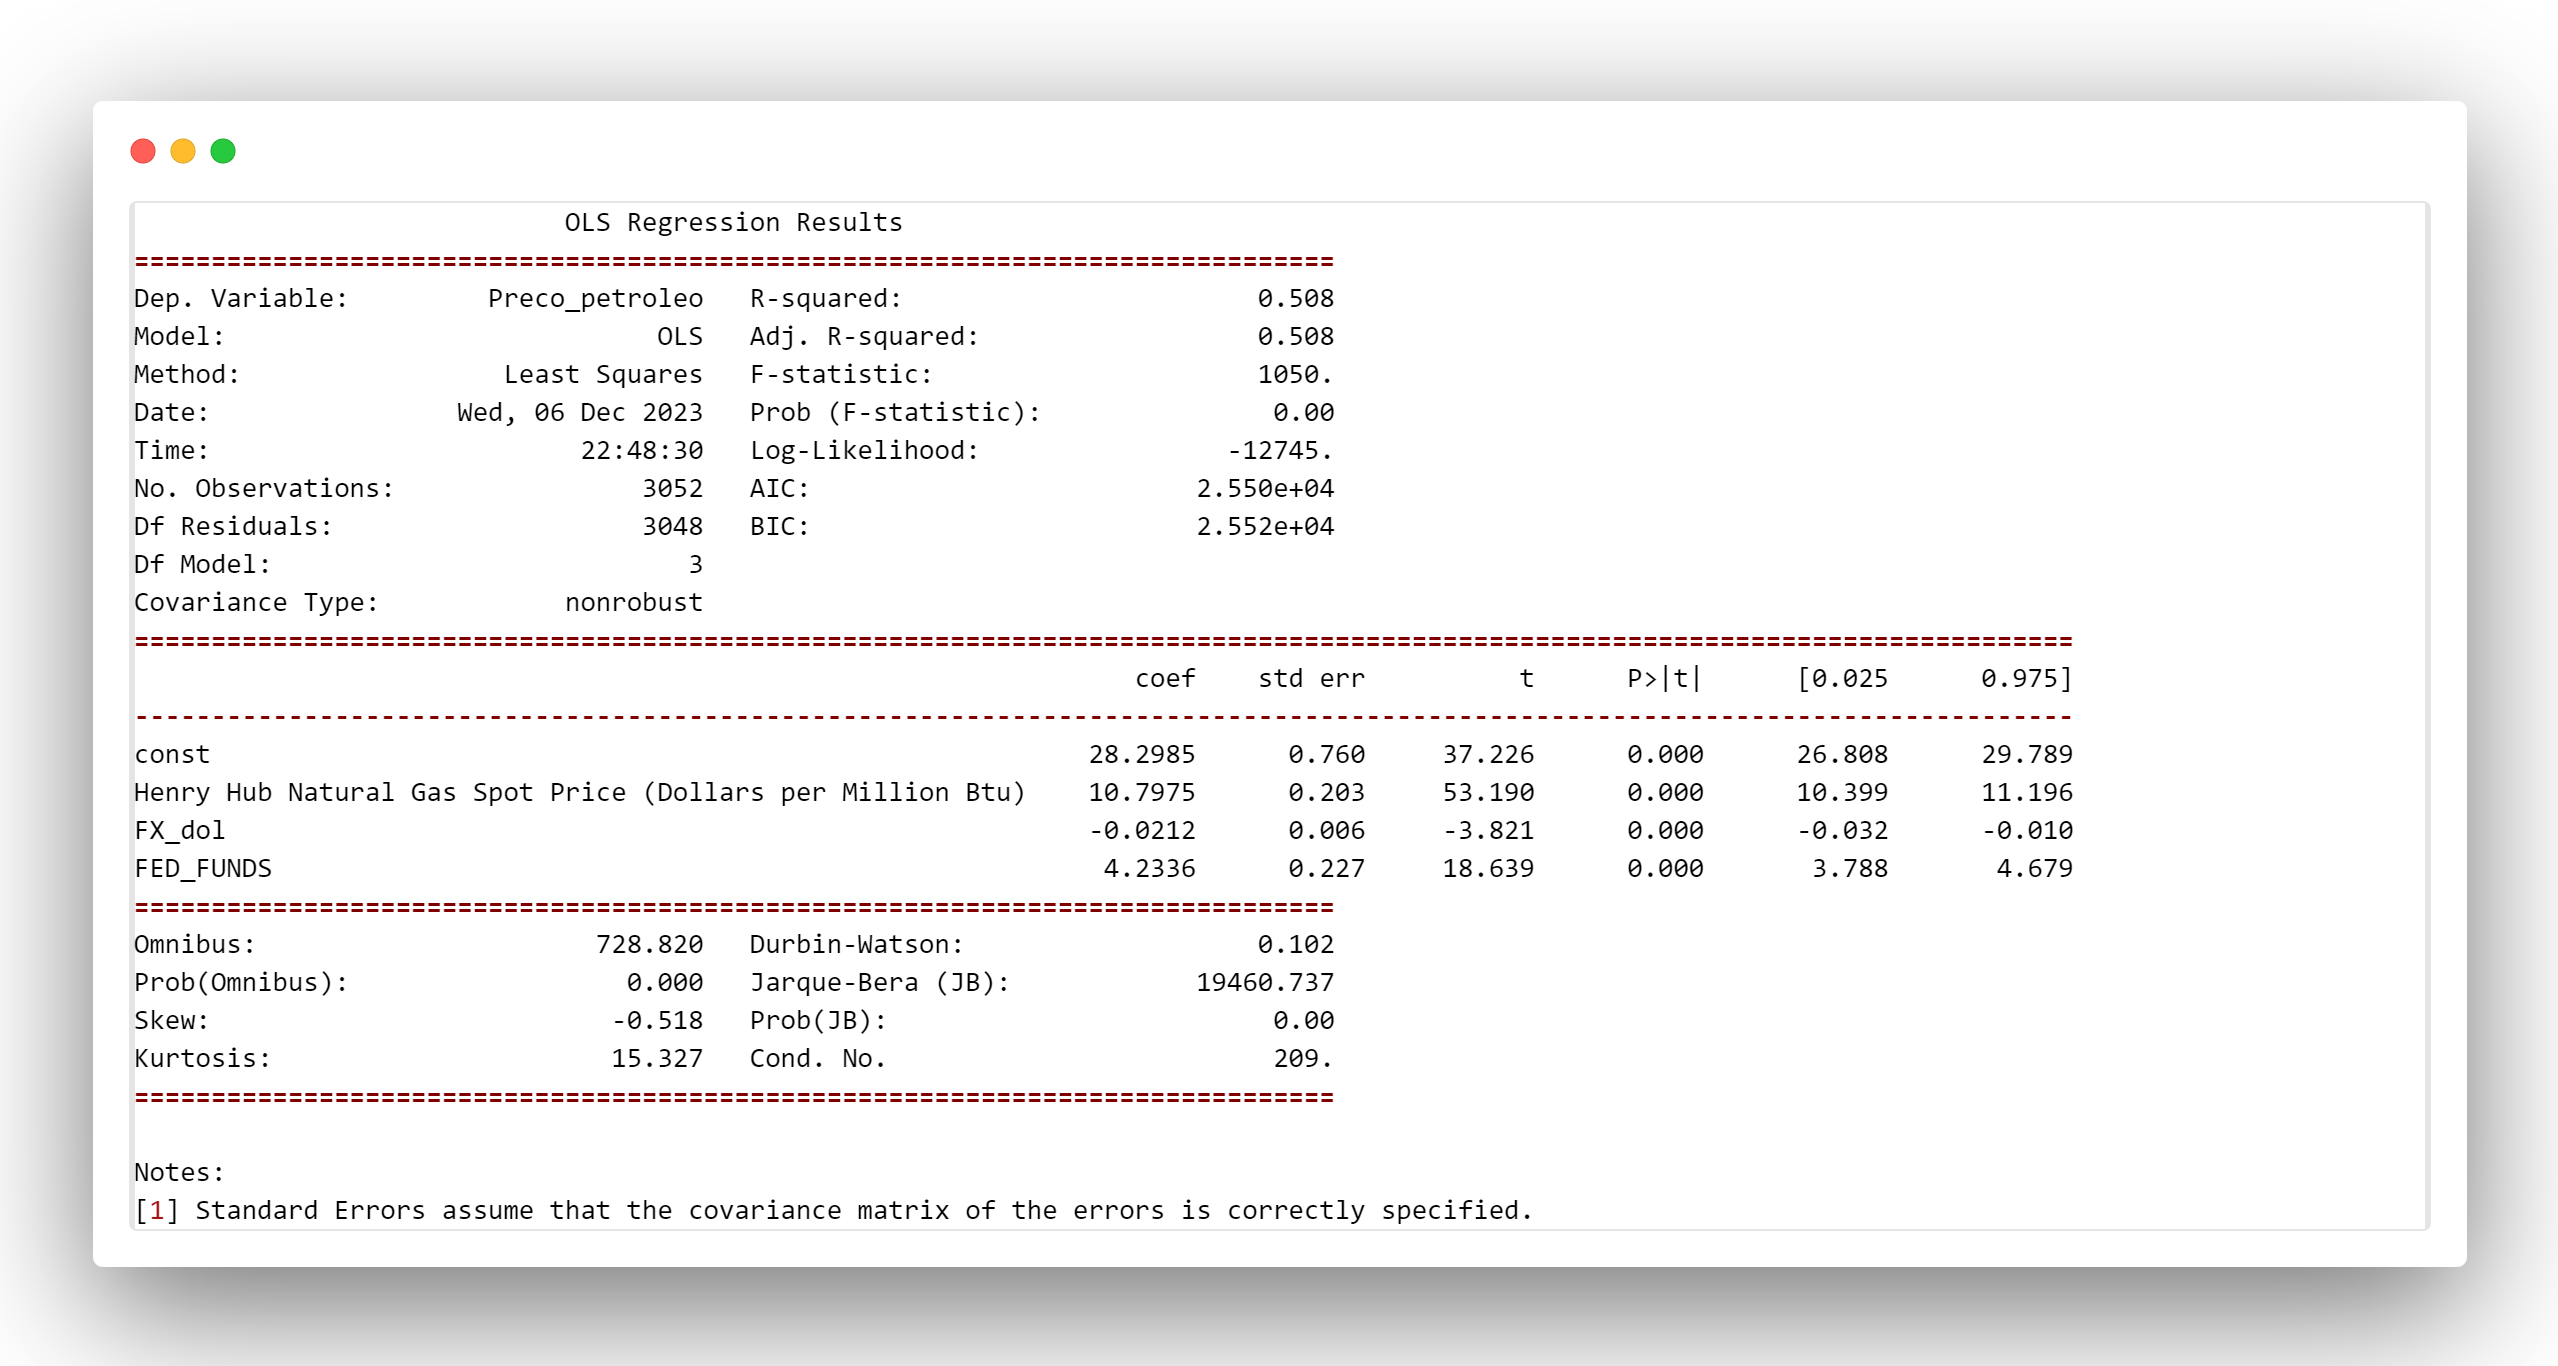 OLS Regression Results
==============================================================================
Dep. Variable:         Preco_petroleo   R-squared:                       0.508
Model:                            OLS   Adj. R-squared:                  0.508
Method:                 Least Squares   F-statistic:                     1050.
Date:                Wed, 06 Dec 2023   Prob (F-statistic):               0.00
Time:                        22:48:30   Log-Likelihood:                -12745.
No. Observations:                3052   AIC:                         2.550e+04
Df Residuals:                    3048   BIC:                         2.552e+04
Df Model:                           3
Covariance Type:            nonrobust
==============================================================================================================================
                                                                 coef    std err          t      P>|t|      [0.025      0.975]
------------------------------------------------------------------------------------------------------------------------------
const                                                         28.2985      0.760     37.226      0.000      26.808      29.789
Henry Hub Natural Gas Spot Price (Dollars per Million Btu)    10.7975      0.203     53.190      0.000      10.399      11.196
FX_dol                                                        -0.0212      0.006     -3.821      0.000      -0.032      -0.010
FED_FUNDS                                                      4.2336      0.227     18.639      0.000       3.788       4.679
==============================================================================
Omnibus:                      728.820   Durbin-Watson:                   0.102
Prob(Omnibus):                  0.000   Jarque-Bera (JB):            19460.737
Skew:                          -0.518   Prob(JB):                         0.00
Kurtosis:                      15.327   Cond. No.                         209.
==============================================================================
Notes:
[1] Standard Errors assume that the covariance matrix of the errors is correctly specified.